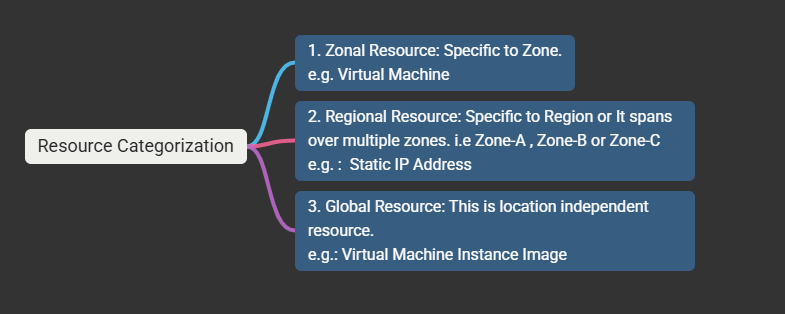 Resource Categorization
1. Zonal Resource: Specific to Zone.
e.g. Virtual Machine
2. Regional Resource: Specific to Region or It spans
over multiple zones. i.e Zone-A , Zone-B or Zone-C
e.g. :  Static IP Address
3. Global Resource: This is location independent
resource.
e.g.: Virtual Machine Instance Image